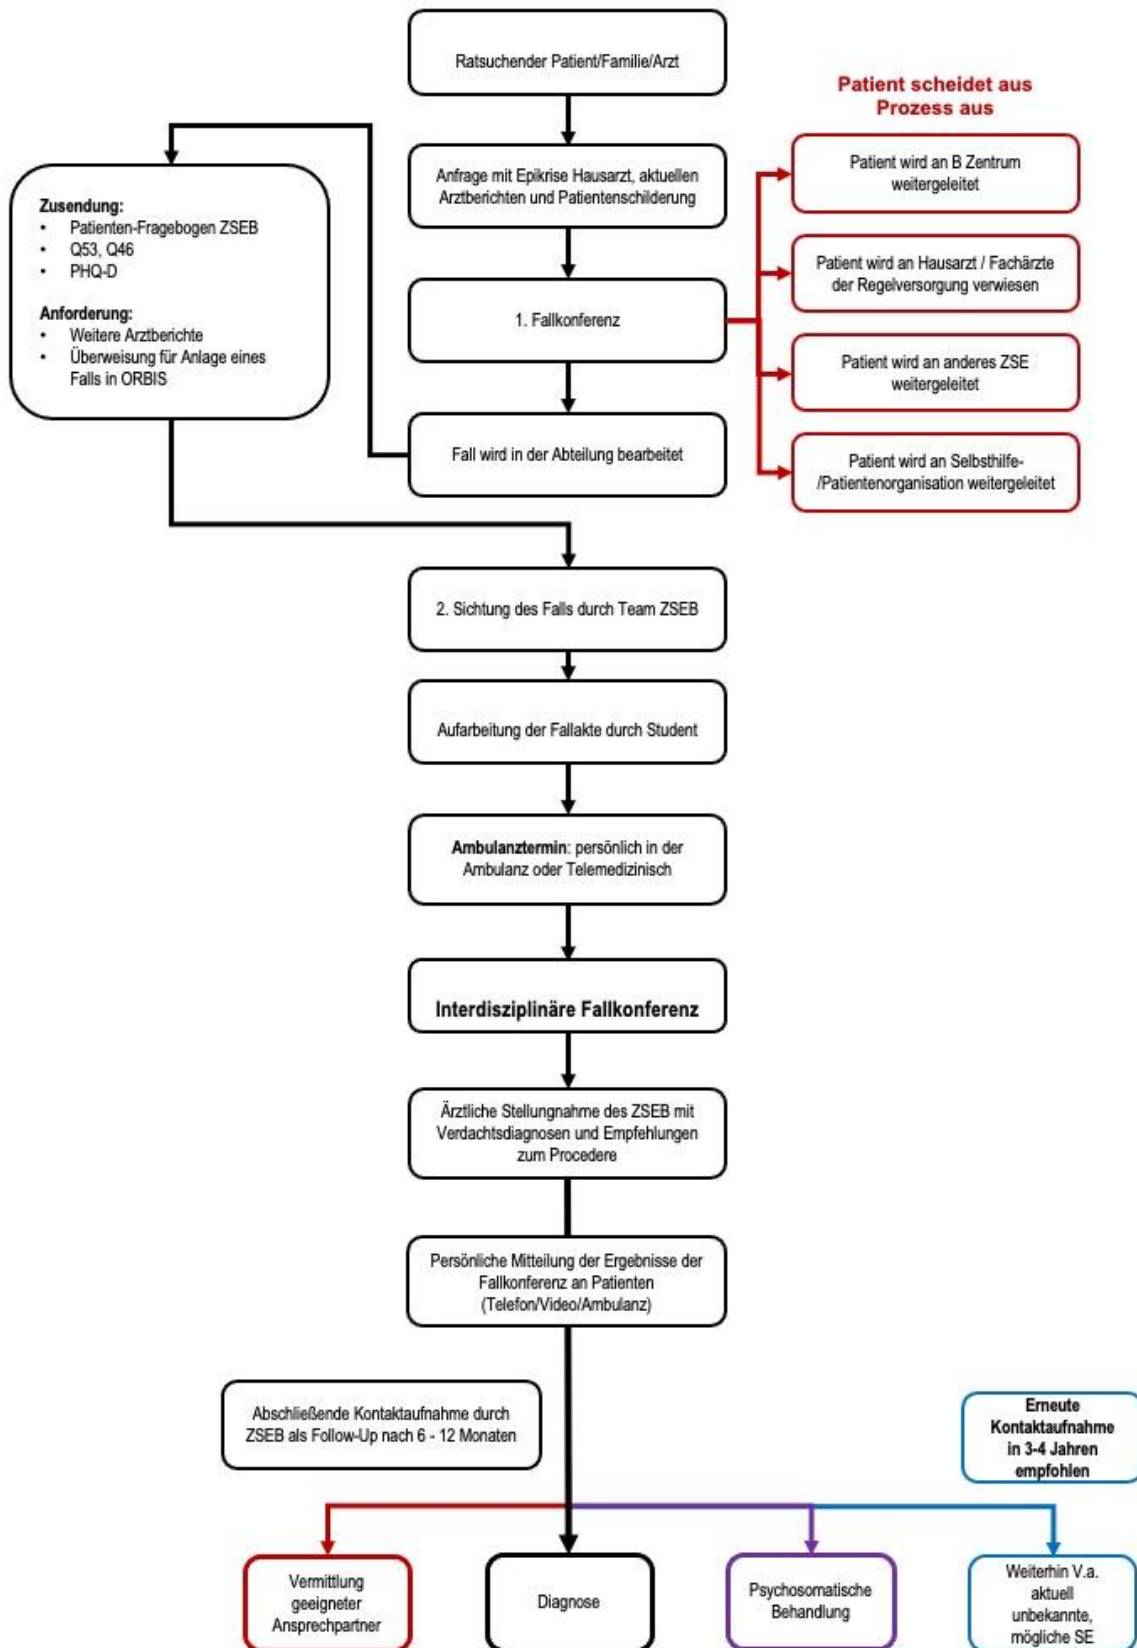 Ratsuchender Patient/Familie/Arzt
Patient scheidet aus
Prozess aus
Anfrage mit Epikrise Hausarzt, aktuellen
Arztberichten und Patientenschilderung
Patient wird an B Zentrum
weitergeleitet
Zusendung:
• Patienten-Fragebogen ZSEB
• Q53, Q46
• PHQ-D
Anforderung:
• Weitere Arztberichte
• Überweisung für Anlage eines
Falls in ORBIS
Patient wird an Hausarzt / Fachärzte
der Regelversorgung verwiesen
1. Fallkonferenz
Patient wird an anderes ZSE
weitergeleitet
Fall wird in der Abteilung bearbeitet
Patient wird an Selbsthilfe-
/Patientenorganisation weitergeleitet
2. Sichtung des Falls durch Team ZSEB
Aufarbeitung der Fallakte durch Student
Ambulanztermin: persönlich in der
Ambulanz oder Telemedizinisch
Interdisziplinäre Fallkonferenz
Ärztliche Stellungnahme des ZSEB mit
Verdachtsdiagnosen und Empfehlungen
zum Procedere
Persönliche Mitteilung der Ergebnisse der
Fallkonferenz an Patienten
(Telefon/Video/Ambulanz)
Abschließende Kontaktaufnahme durch
ZSEB als Follow-Up nach 6 - 12 Monaten
Erneute
Kontaktaufnahme
in 3-4 Jahren
empfohlen
Vermittlung
geeigneter
Ansprechpartner
Diagnose
Psychosomatische
Behandlung
Weiterhin V.a.
aktuell
unbekannte,
mögliche SE